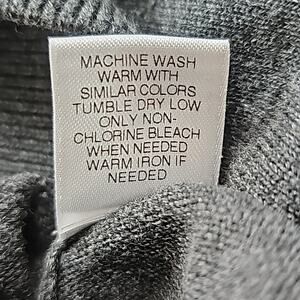 MACHINE WASH
WARM WITH
SIMILAR COLORS
TUMBLE DRY LOW
ONLY NON-
CHLORINE BLEACH
WHEN NEEDED
WARM IRON IF
NEEDED